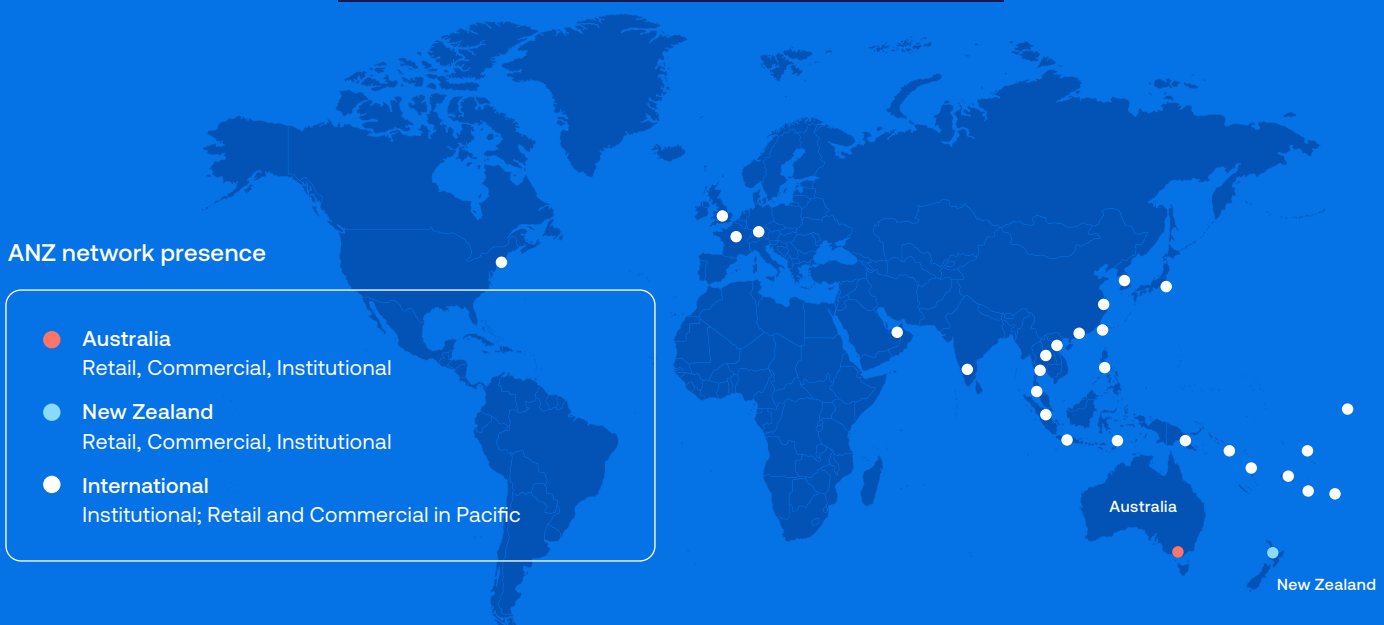 ANZ network presence
Australia
Retail, Commercial, Institutional
New Zealand
Retail, Commercial, Institutional
International
Institutional; Retail and Commercial in Pacific
Australia
New Zealand